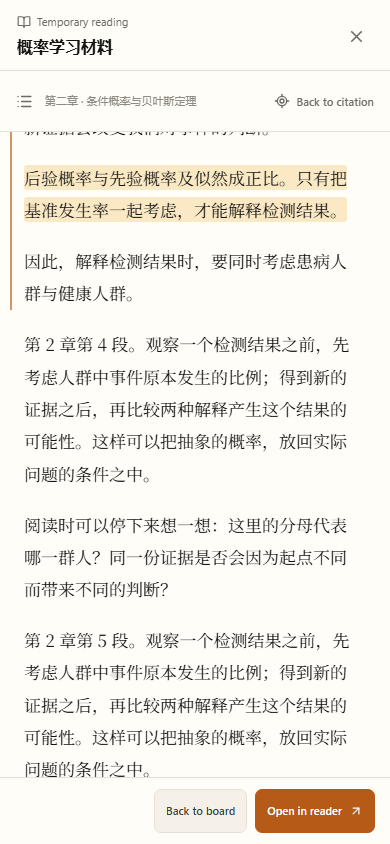 Temporary reading
概率学习材料
第二章 · 条件概率与贝叶斯定理
Back to citation
后验概率与先验概率及似然成正比。只有把
基准发生率一起考虑，才能解释检测结果。
因此，解释检测结果时，要同时考虑患病人
群与健康人群。
第 2 章第 4 段。观察一个检测结果之前，先
考虑人群中事件原本发生的比例；得到新的
证据之后，再比较两种解释产生这个结果的
可能性。这样可以把抽象的概率，放回实际
问题的条件之中。
阅读时可以停下来想一想：这里的分母代表
哪一群人？同一份证据是否会因为起点不同
而带来不同的判断？
第 2 章第 5 段。观察一个检测结果之前，先
考虑人群中事件原本发生的比例；得到新的
证据之后，再比较两种解释产生这个结果的
可能性。这样可以把抽象的概率，放回实际
问题的条件之中。
Back to board
Open in reader